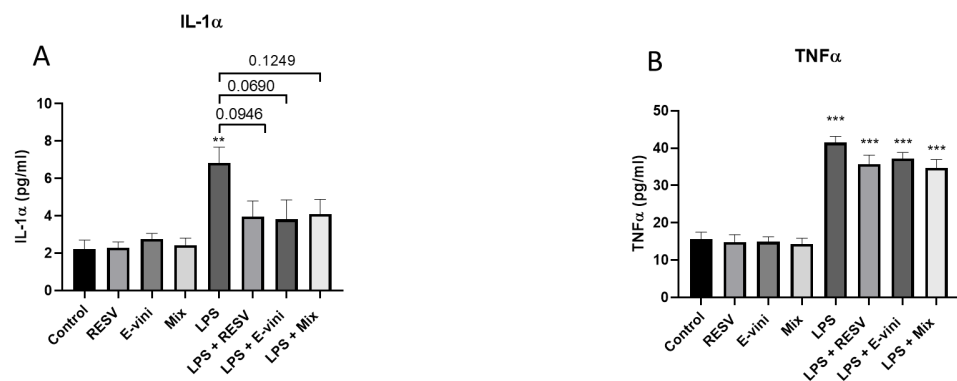 IL-1α
A
0.1249
0.0690
0.0946
**
10
8
6
4
2
0
IL-1α (pg/ml)
Control
RESV
E-vini
Mix
LPS
LPS + RESV
LPS + E-vini
LPS + Mix
B
TNFα
***
***
***
***
50
40
30
20
10
0
TNFα (pg/ml)
Control
RESV
E-vini
Mix
LPS
LPS + RESV
LPS + E-vini
LPS + Mix